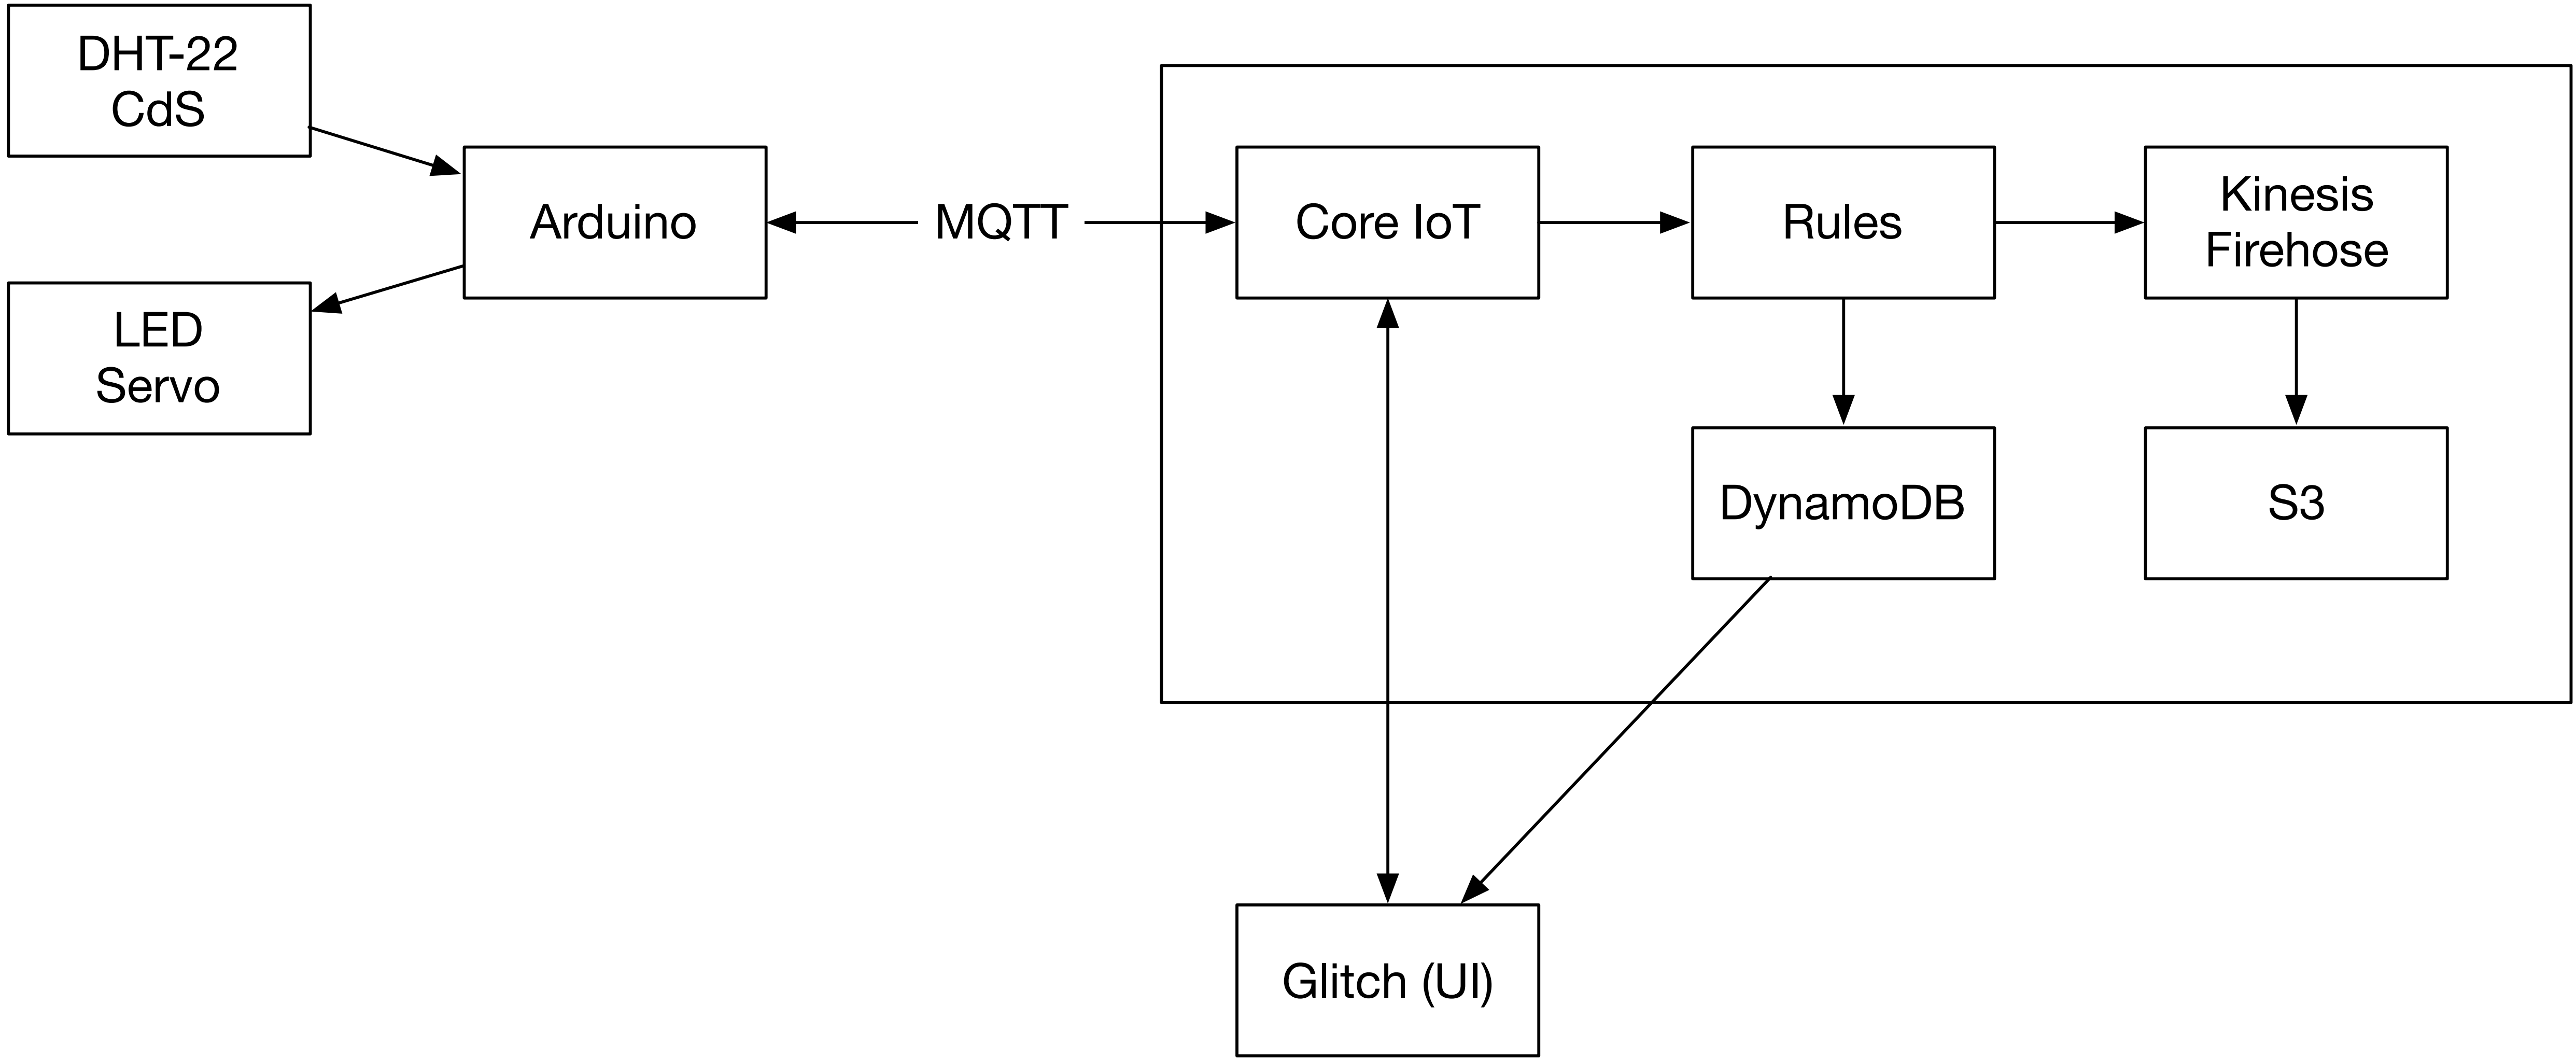 DHT-22
CdS
LED
Servo
Arduino
MQTT
Core IoT
Rules
Kinesis
Firehose
DynamoDB
S3
Glitch (UI)